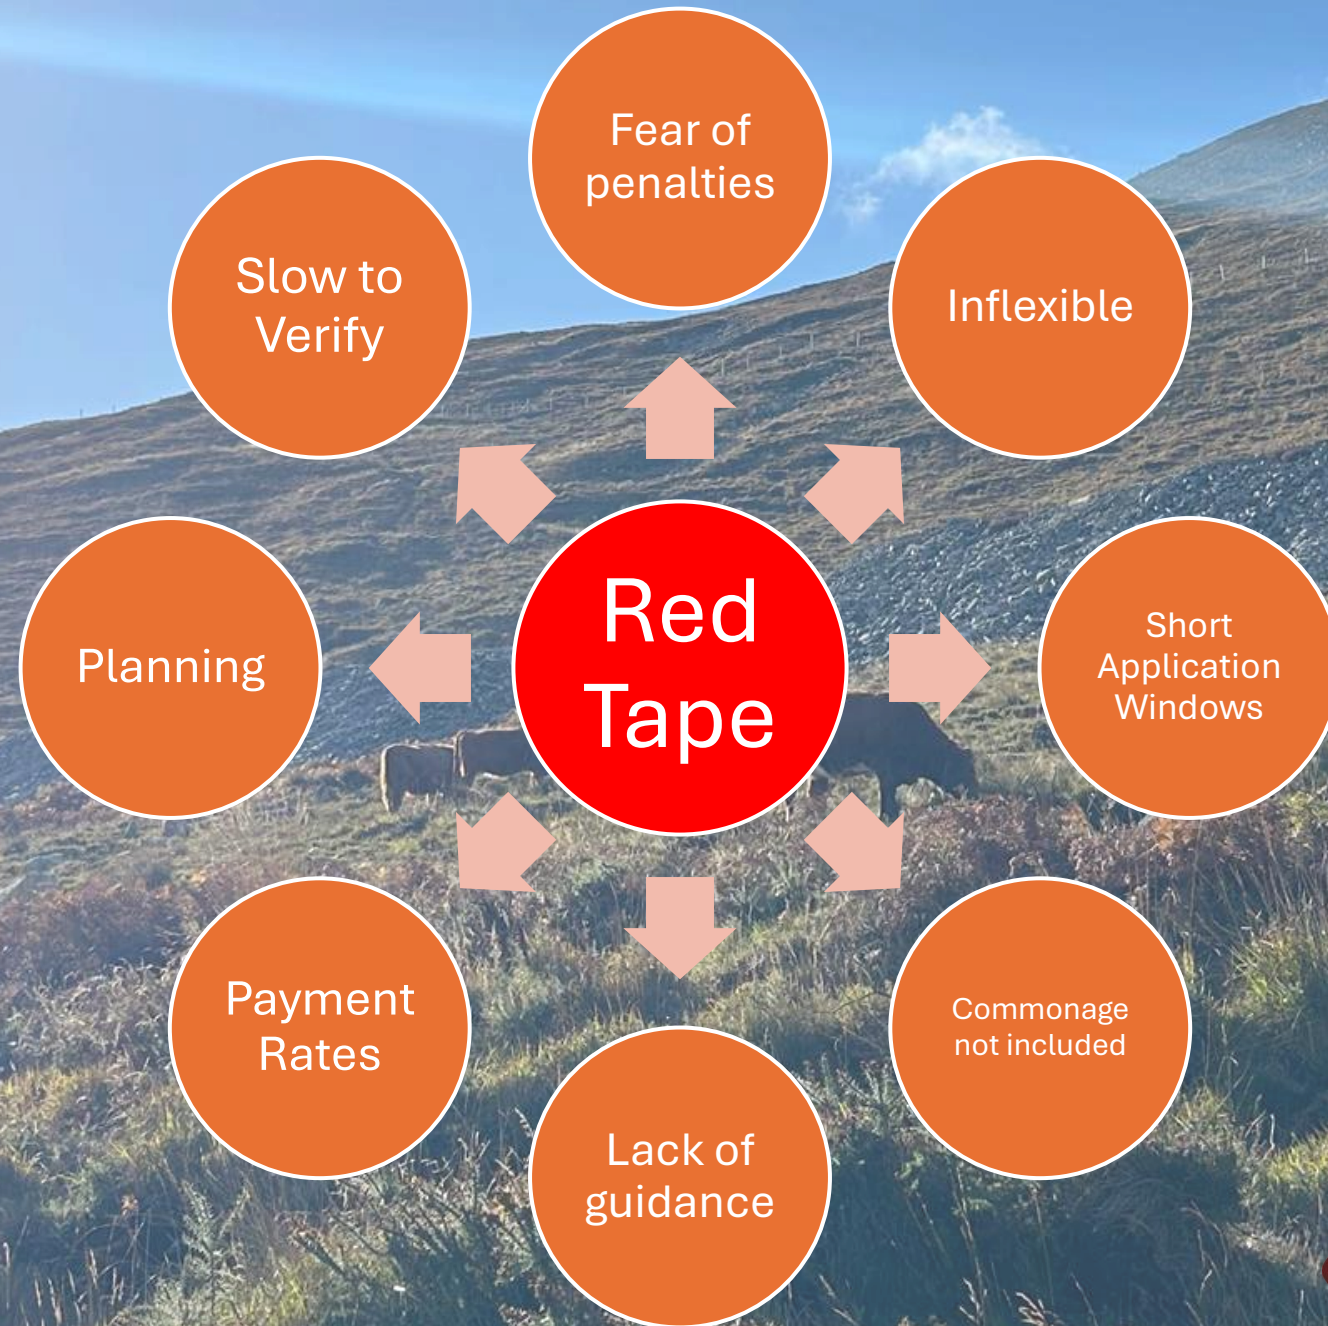 Fear of
penalties
Slow to
Verify
Inflexible
Red
Tape
Planning
Short
Application
Windows
Payment
Rates
Commonage
not included
Lack of
guidance